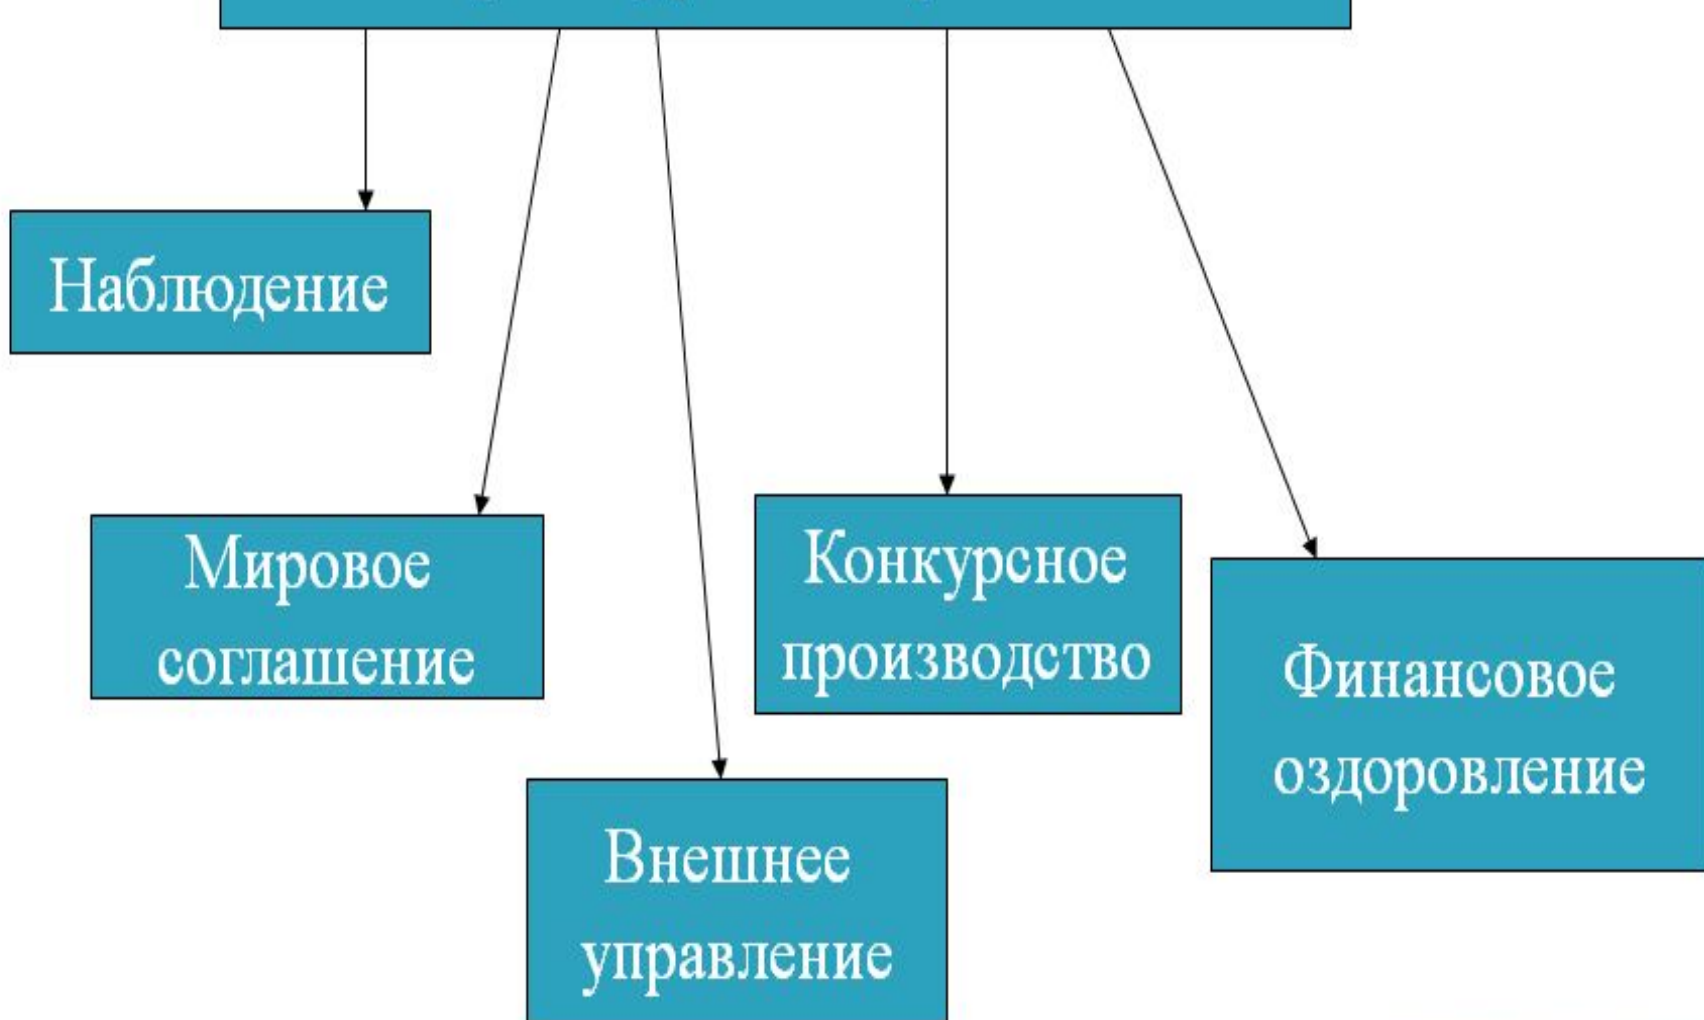 Наблюдение
Мировое
соглашение
Конкурсное
производство
Финансовое
оздоровление
Внешнее
управление